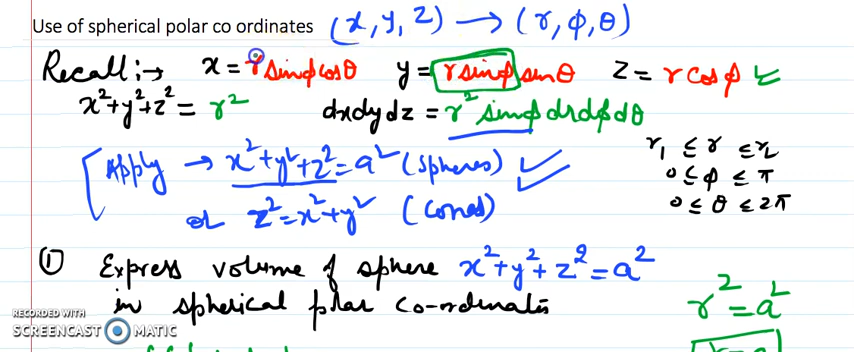 Use of spherical polar co ordinates (x, y, z) → (r, φ, θ)
Recall :→ x = r sinφ cosθ y = r sinφ sinθ z = r cosφ ✓
x²+y²+z² = r² dxdydz = r² sinφ drdφdθ
Apply → x²+y²+z² = a² (spheres) ✓
or z² = x²+y² (cones)
r₁ ≤ r ≤ r₂
0 ≤ φ ≤ π
0 ≤ θ ≤ 2π
① Express volume of sphere x²+y²+z² = a²
in spherical polar co-ordinates
r² = a²
RECORDED WITH
SCREENCAST MATIC